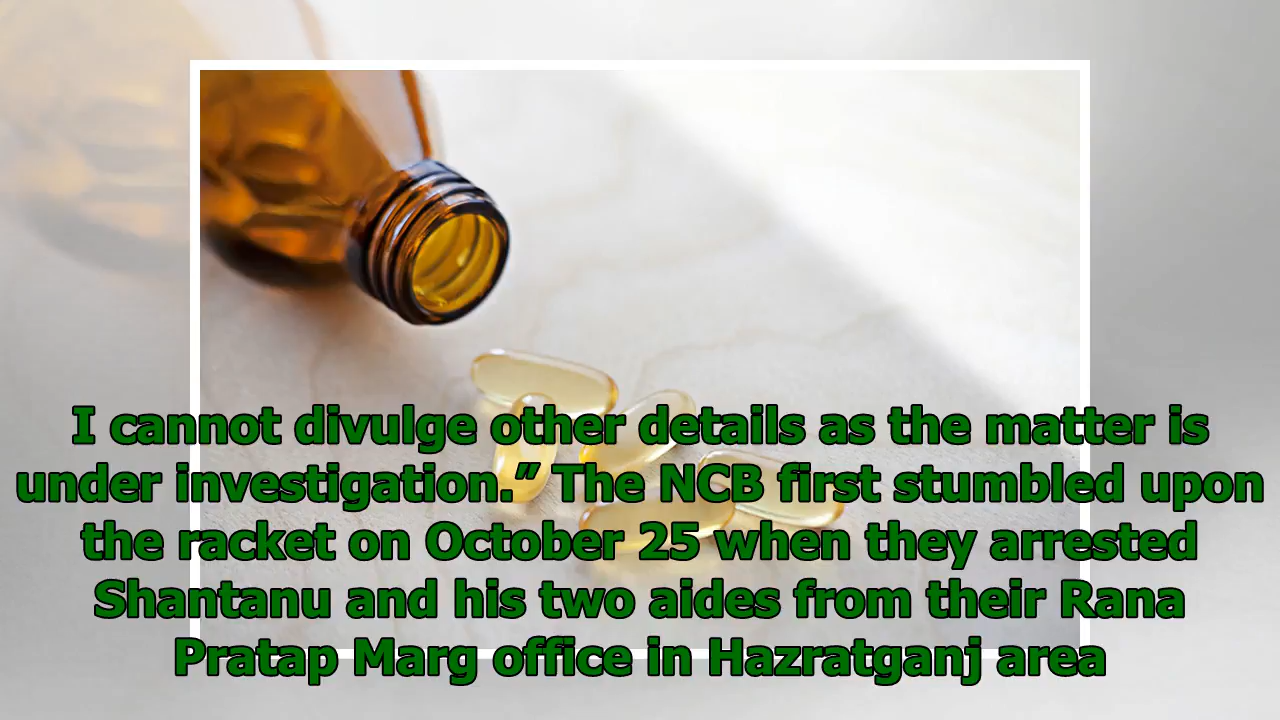 I cannot divulge other details as the matter is
under investigation.” The NCB first stumbled upon
the racket on October 25 when they arrested
Shantanu and his two aides from their Rana
Pratap Marg office in Hazratganj area